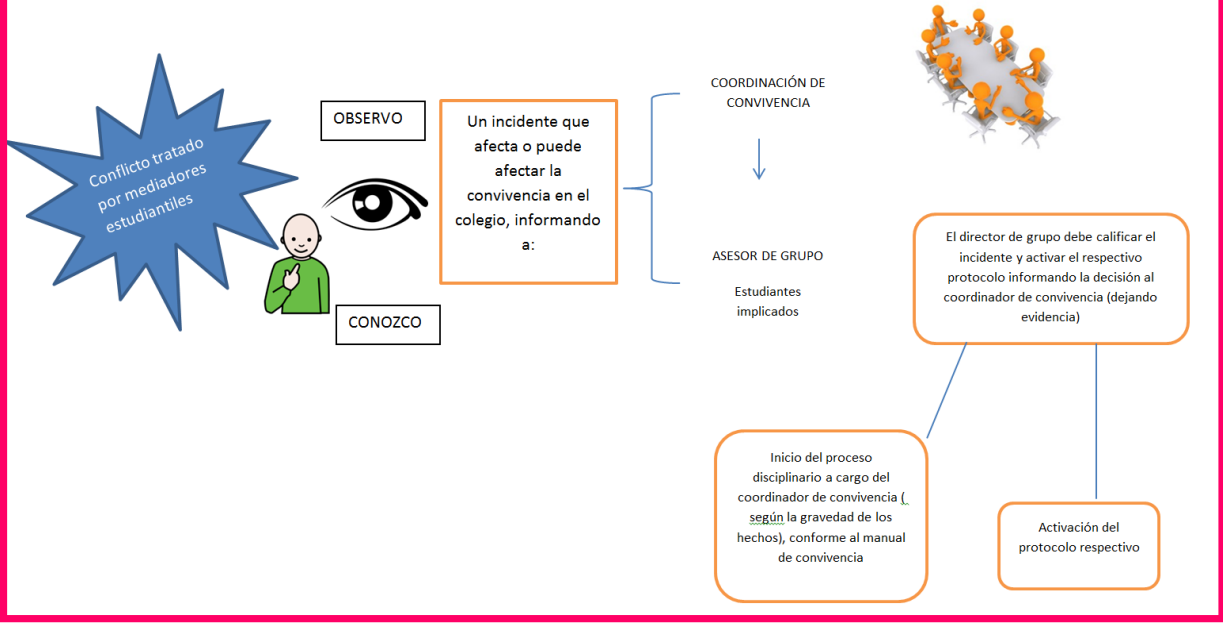 Conflicto tratado
por mediadores
estudiantiles
OBSERVO
CONOZCO
Un incidente que
afecta o puede
afectar la
convivencia en el
colegio, informando
a:
COORDINACIÓN DE
CONVIVENCIA
ASESOR DE GRUPO
Estudiantes
implicados
El director de grupo debe calificar el
incidente y activar el respectivo
protocolo informando la decisión al
coordinador de convivencia (dejando
evidencia)
Inicio del proceso
disciplinario a cargo del
coordinador de convivencia (
según la gravedad de los
hechos), conforme al manual
de convivencia
Activación del
protocolo respectivo